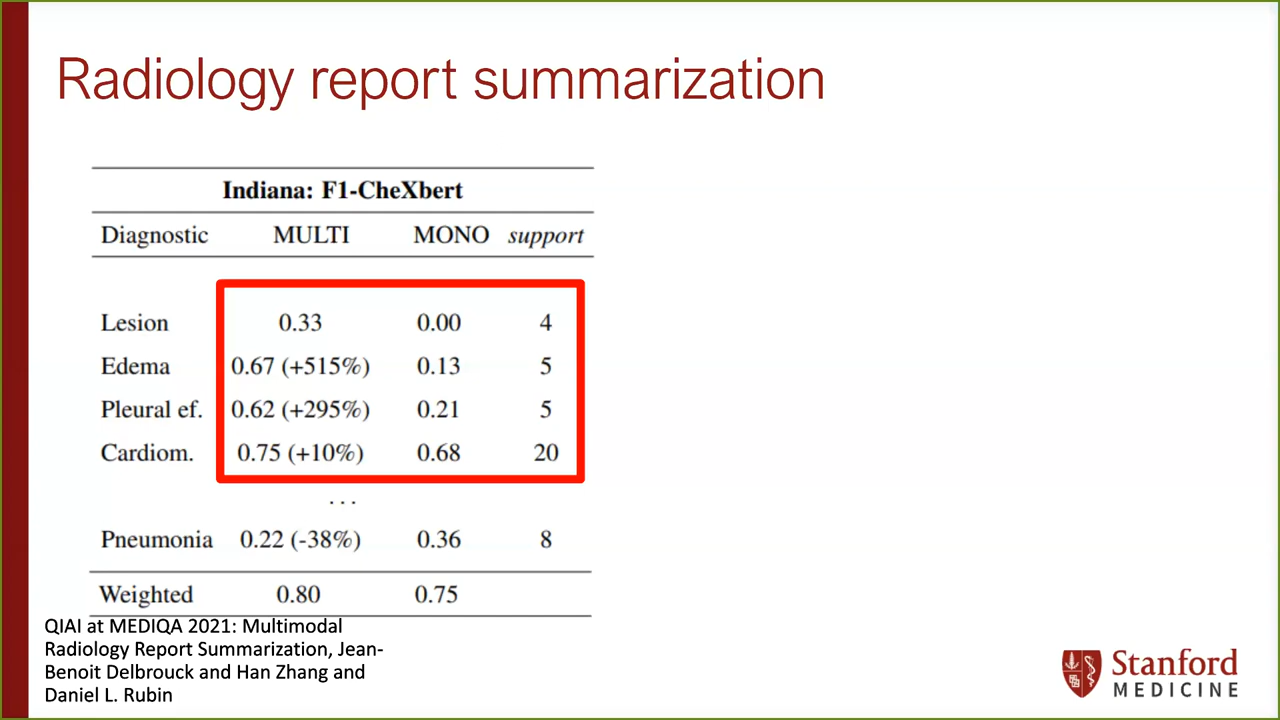 Radiology report summarization
Indiana: F1-CheXbert
Diagnostic MULTI MONO support
Lesion 0.33 0.00 4
Edema 0.67 (+515%) 0.13 5
Pleural ef. 0.62 (+295%) 0.21 5
Cardiom. 0.75 (+10%) 0.68 20
...
Pneumonia 0.22 (-38%) 0.36 8
Weighted 0.80 0.75
QIAI at MEDIQA 2021: Multimodal
Radiology Report Summarization, Jean-
Benoit Delbrouck and Han Zhang and
Daniel L. Rubin
Stanford
MEDICINE